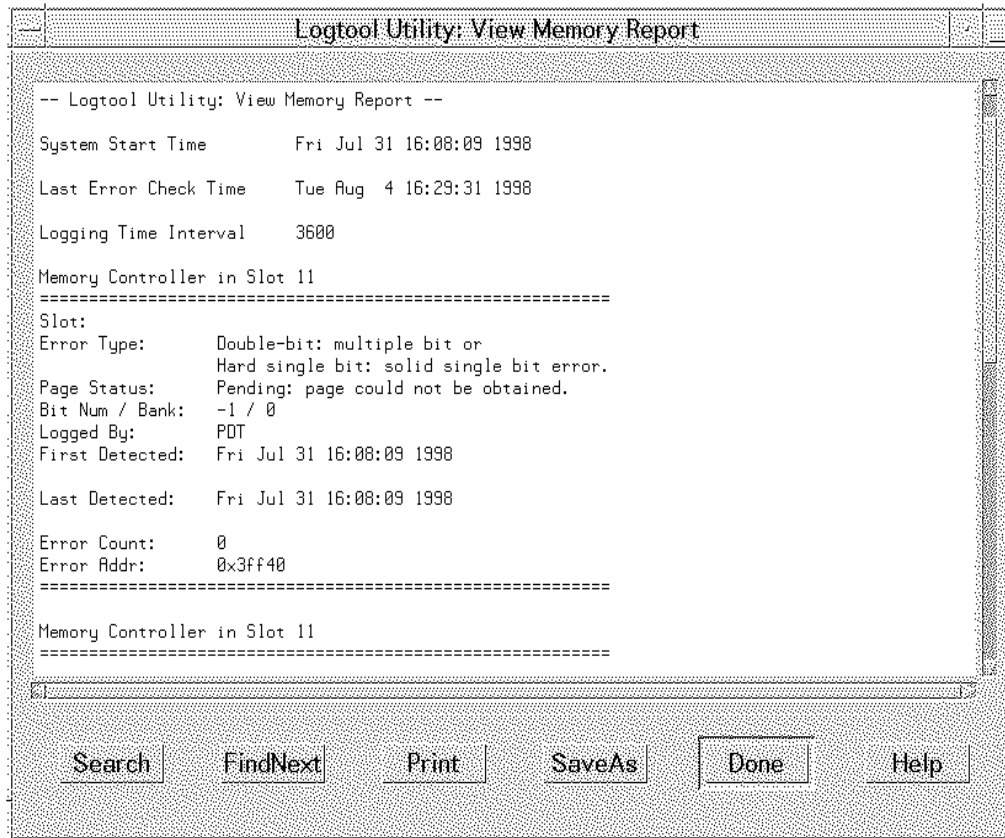 Logtool Utility: View Memory Report
-- Logtool Utility: View Memory Report --
System Start Time         Fri Jul 31 16:08:09 1998
Last Error Check Time     Tue Aug  4 16:29:31 1998
Logging Time Interval     3600
Memory Controller in Slot 11
==========================================================
Slot:
Error Type:       Double-bit: multiple bit or
                  Hard single bit: solid single bit error.
Page Status:      Pending: page could not be obtained.
Bit Num / Bank:   -1 / 0
Logged By:        PDT
First Detected:   Fri Jul 31 16:08:09 1998
Last Detected:    Fri Jul 31 16:08:09 1998
Error Count:      0
Error Addr:       0x3ff40
==========================================================
Memory Controller in Slot 11
==========================================================
Search FindNext Print SaveAs Done Help